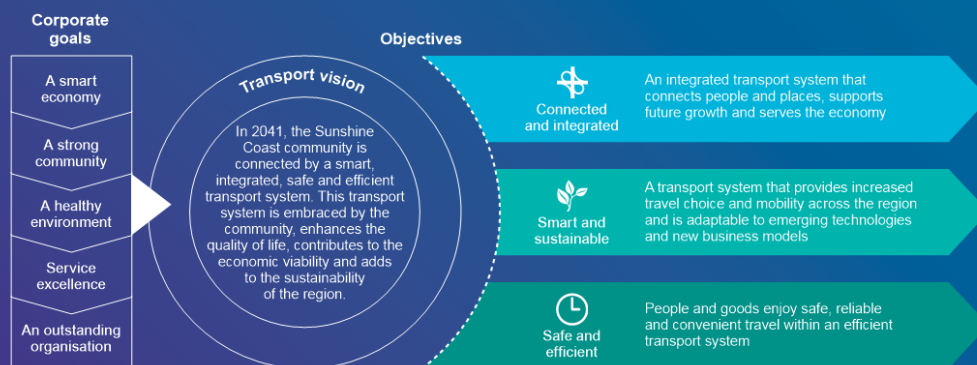 Corporate
goals
A smart
economy
A strong
community
A healthy
environment
Service
excellence
An outstanding
organisation
Transport vision
In 2041, the Sunshine
Coast community is
connected by a smart,
integrated, safe and efficient
transport system. This transport
system is embraced by the
community, enhances the
quality of life, contributes to the
economic viability and adds
to the sustainability
of the region.
Objectives
Connected
and integrated
An integrated transport system that
connects people and places, supports
future growth and serves the economy
Smart and
sustainable
A transport system that provides increased
travel choice and mobility across the region
and is adaptable to emerging technologies
and new business models
Safe and
efficient
People and goods enjoy safe, reliable
and convenient travel within an efficient
transport system